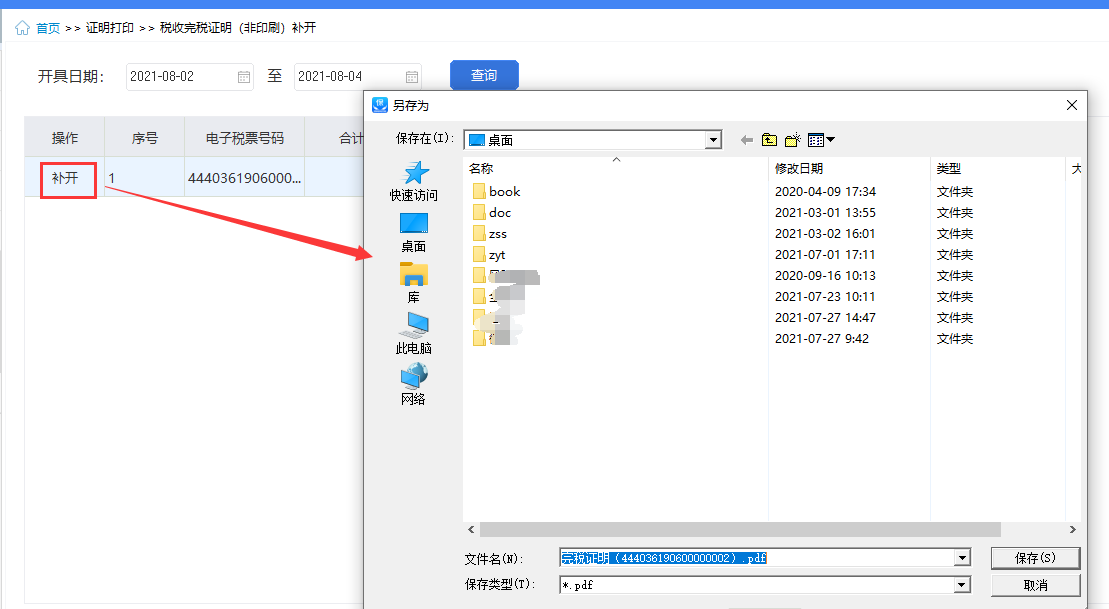 首页 >> 证明打印 >> 税收完税证明（非印刷）补开
开具日期： 2021-08-02 至 2021-08-04 查询
操作 序号 电子税票号码 合计
补开 1 4440361906000...
另存为
保存在(I): 桌面
快速访问
桌面
库
此电脑
网络
名称 修改日期 类型 大
book 2020-04-09 17:34 文件夹
doc 2021-03-01 13:55 文件夹
zss 2021-03-02 16:01 文件夹
zyt 2021-07-01 17:11 文件夹
2020-09-16 10:13 文件夹
2021-07-23 10:11 文件夹
2021-07-27 14:47 文件夹
2021-07-27 9:42 文件夹
文件名(N): 完税证明（444036190600000002）.pdf 保存(S)
保存类型(T): *.pdf 取消